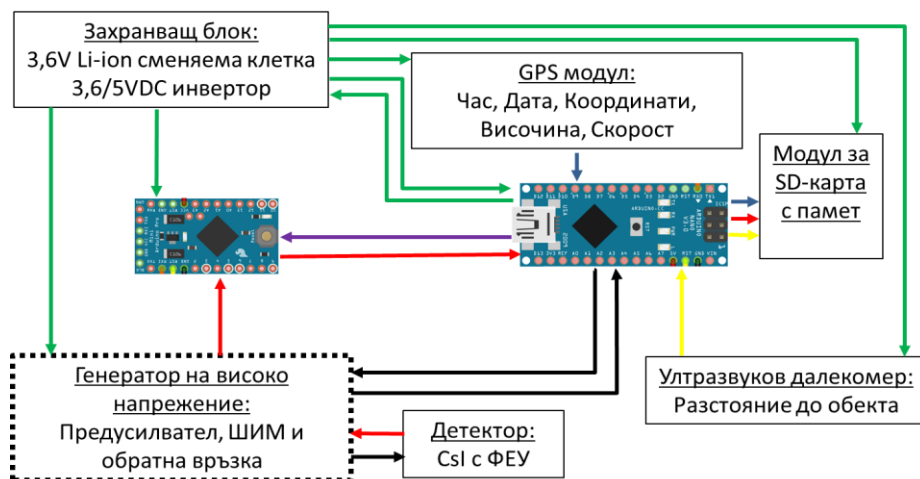 Захранващ блок:
3,6V Li-ion сменяема клетка
3,6/5VDC инвертор
GPS модул:
Час, Дата, Координати,
Височина, Скорост
Модул за
SD-карта
с памет
Генератор на високо
напрежение:
Предусилвател, ШИМ и
обратна връзка
Детектор:
CsI с ФЕУ
Ултразвуков далекомер:
Разстояние до обекта